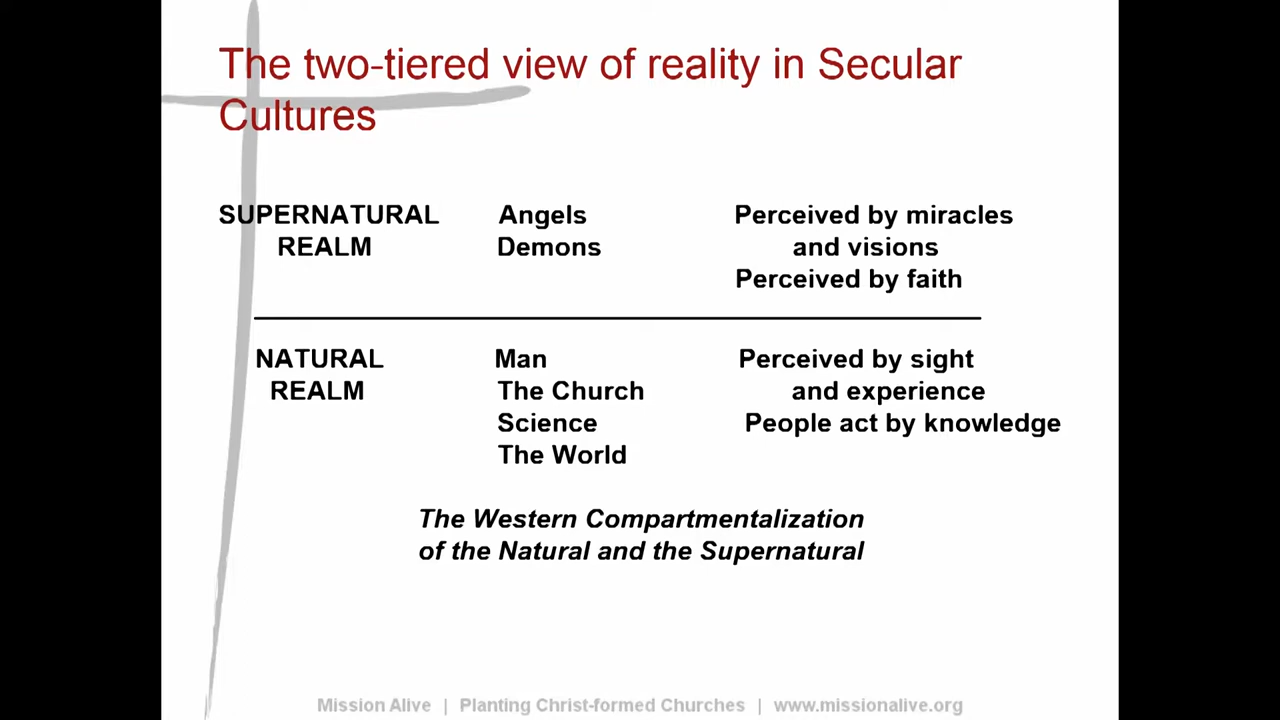 The two-tiered view of reality in Secular
Cultures
SUPERNATURAL Angels Perceived by miracles
REALM Demons and visions
Perceived by faith
NATURAL Man Perceived by sight
REALM The Church and experience
Science People act by knowledge
The World
The Western Compartmentalization
of the Natural and the Supernatural
Mission Alive | Planting Christ-formed Churches | www.missionalive.org